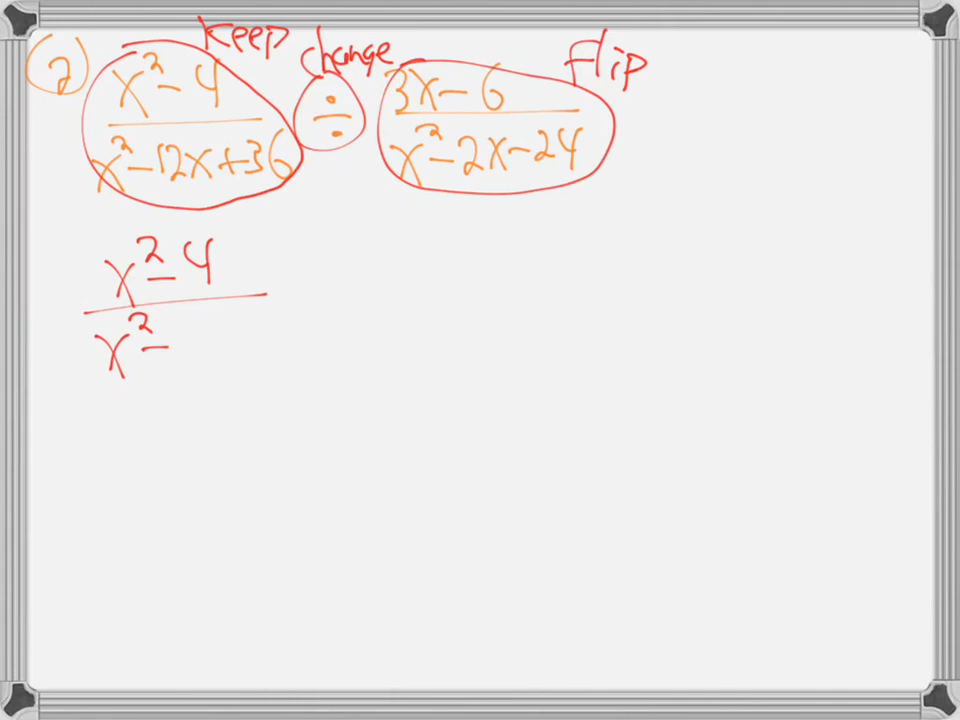 keep change flip
2 x² - 4 ÷ 3x - 6
x² - 12x + 36 x² - 2x - 24
x² - 4
x² -